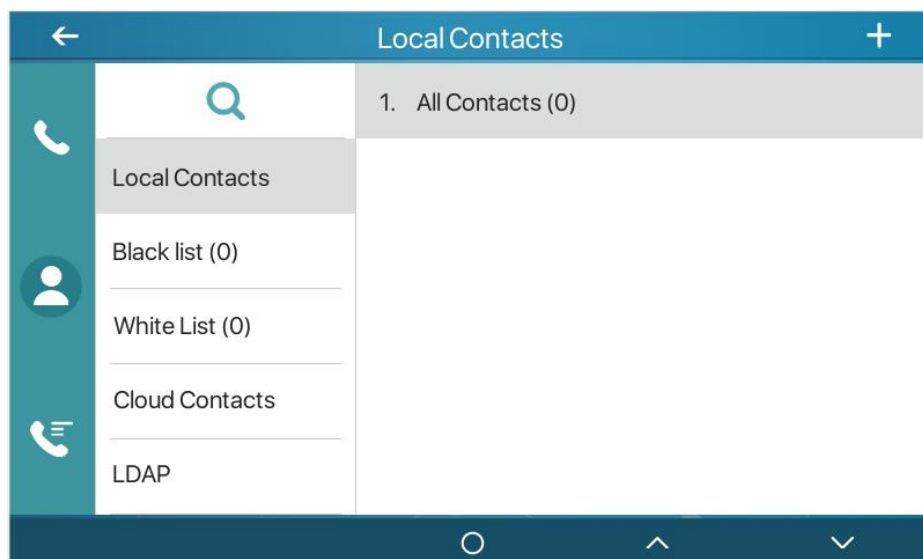 Local Contacts
Local Contacts
Black list (0)
White List (0)
Cloud Contacts
LDAP
1. All Contacts (0)